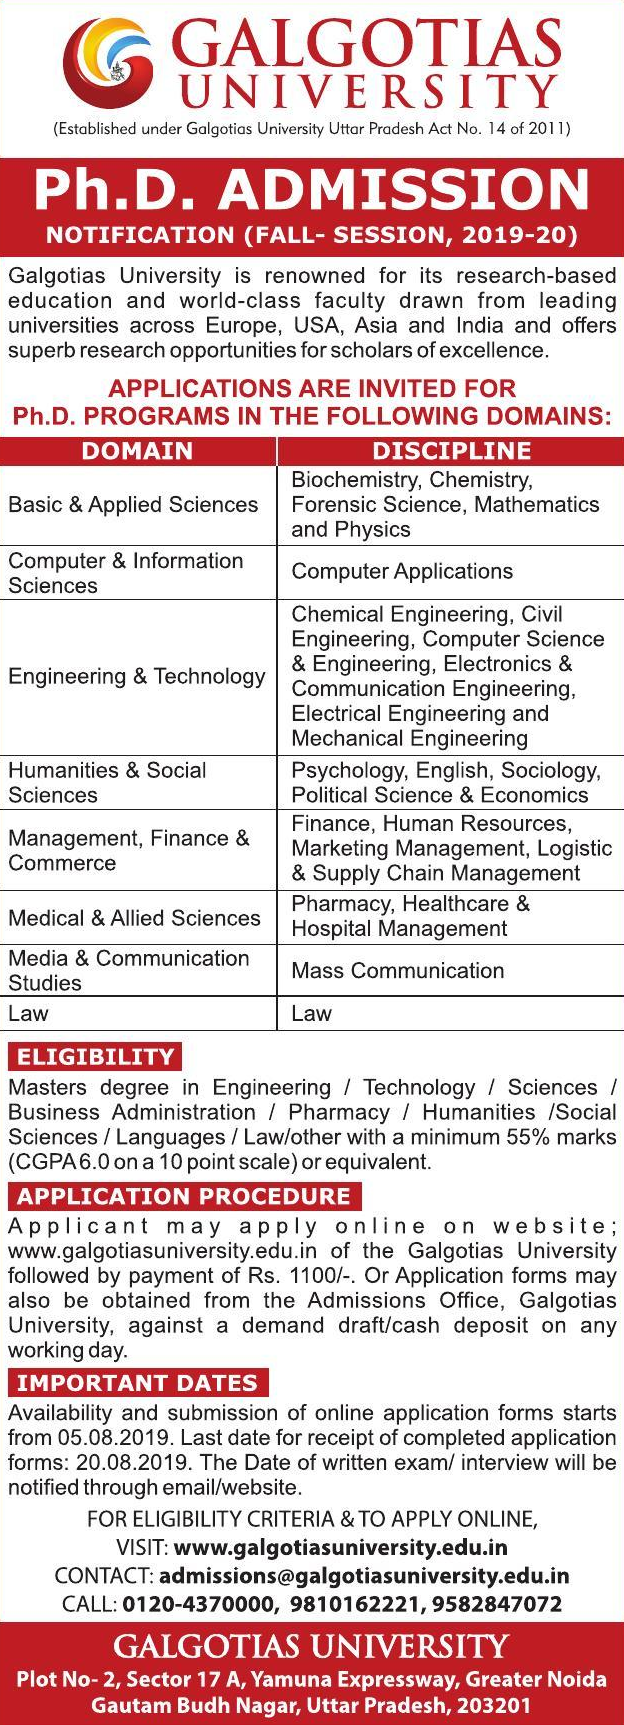 GALGOTIAS
UNIVERSITY
(Established under Galgotias University Uttar Pradesh Act No. 14 of 2011)
Ph.D. ADMISSION
NOTIFICATION (FALL- SESSION, 2019-20)
Galgotias University is renowned for its research-based
education and world-class faculty drawn from leading
universities across Europe, USA, Asia and India and offers
superb research opportunities for scholars of excellence.
APPLICATIONS ARE INVITED FOR
Ph.D. PROGRAMS IN THE FOLLOWING DOMAINS:
DOMAIN DISCIPLINE
Basic & Applied Sciences
Biochemistry, Chemistry,
Forensic Science, Mathematics
and Physics
Computer & Information
Sciences
Computer Applications
Engineering & Technology
Chemical Engineering, Civil
Engineering, Computer Science
& Engineering, Electronics &
Communication Engineering,
Electrical Engineering and
Mechanical Engineering
Humanities & Social
Sciences
Psychology, English, Sociology,
Political Science & Economics
Management, Finance &
Commerce
Finance, Human Resources,
Marketing Management, Logistic
& Supply Chain Management
Medical & Allied Sciences
Pharmacy, Healthcare &
Hospital Management
Media & Communication
Studies
Mass Communication
Law
Law
ELIGIBILITY
Masters degree in Engineering / Technology / Sciences /
Business Administration / Pharmacy / Humanities /Social
Sciences / Languages / Law/other with a minimum 55% marks
(CGPA 6.0 on a 10 point scale) or equivalent.
APPLICATION PROCEDURE
Applicant may apply online on website;
www.galgotiasuniversity.edu.in of the Galgotias University
followed by payment of Rs. 1100/-. Or Application forms may
also be obtained from the Admissions Office, Galgotias
University, against a demand draft/cash deposit on any
working day.
IMPORTANT DATES
Availability and submission of online application forms starts
from 05.08.2019. Last date for receipt of completed application
forms: 20.08.2019. The Date of written exam/ interview will be
notified through email/website.
FOR ELIGIBILITY CRITERIA & TO APPLY ONLINE,
VISIT: www.galgotiasuniversity.edu.in
CONTACT: admissions@galgotiasuniversity.edu.in
CALL: 0120-4370000, 9810162221, 9582847072
GALGOTIAS UNIVERSITY
Plot No- 2, Sector 17 A, Yamuna Expressway, Greater Noida
Gautam Budh Nagar, Uttar Pradesh, 203201